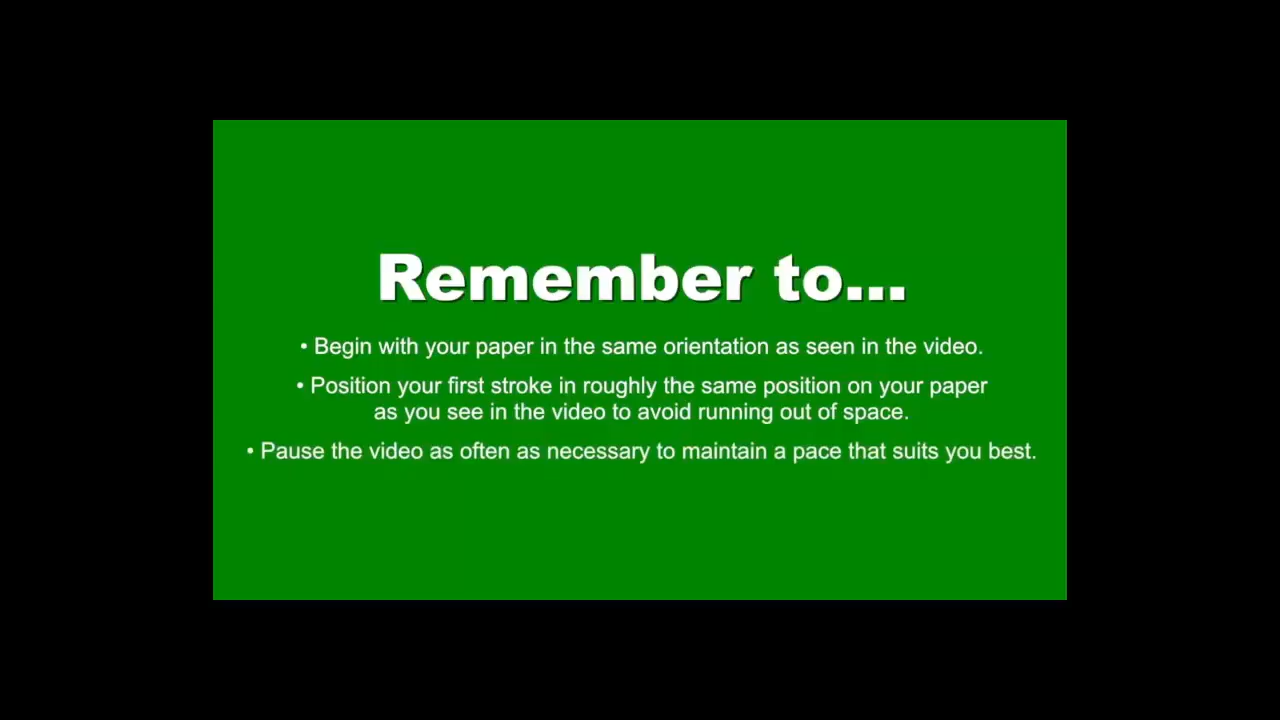 Remember to...
• Begin with your paper in the same orientation as seen in the video.
• Position your first stroke in roughly the same position on your paper
as you see in the video to avoid running out of space.
• Pause the video as often as necessary to maintain a pace that suits you best.